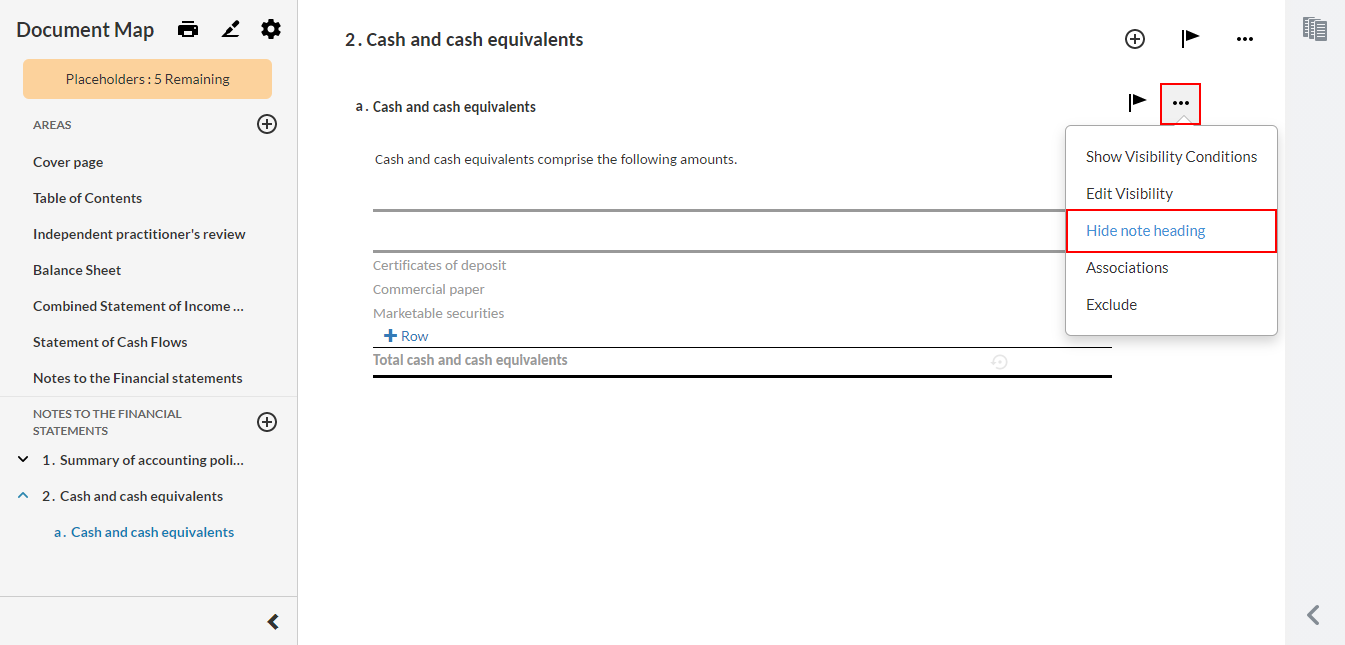 Document Map
Placeholders : 5 Remaining
AREAS
Cover page
Table of Contents
Independent practitioner's review
Balance Sheet
Combined Statement of Income ...
Statement of Cash Flows
Notes to the Financial statements
NOTES TO THE FINANCIAL
STATEMENTS
1. Summary of accounting poli...
2. Cash and cash equivalents
a. Cash and cash equivalents
2. Cash and cash equivalents
a. Cash and cash equivalents
Cash and cash equivalents comprise the following amounts.
Certificates of deposit
Commercial paper
Marketable securities
+ Row
Total cash and cash equivalents
Show Visibility Conditions
Edit Visibility
Hide note heading
Associations
Exclude